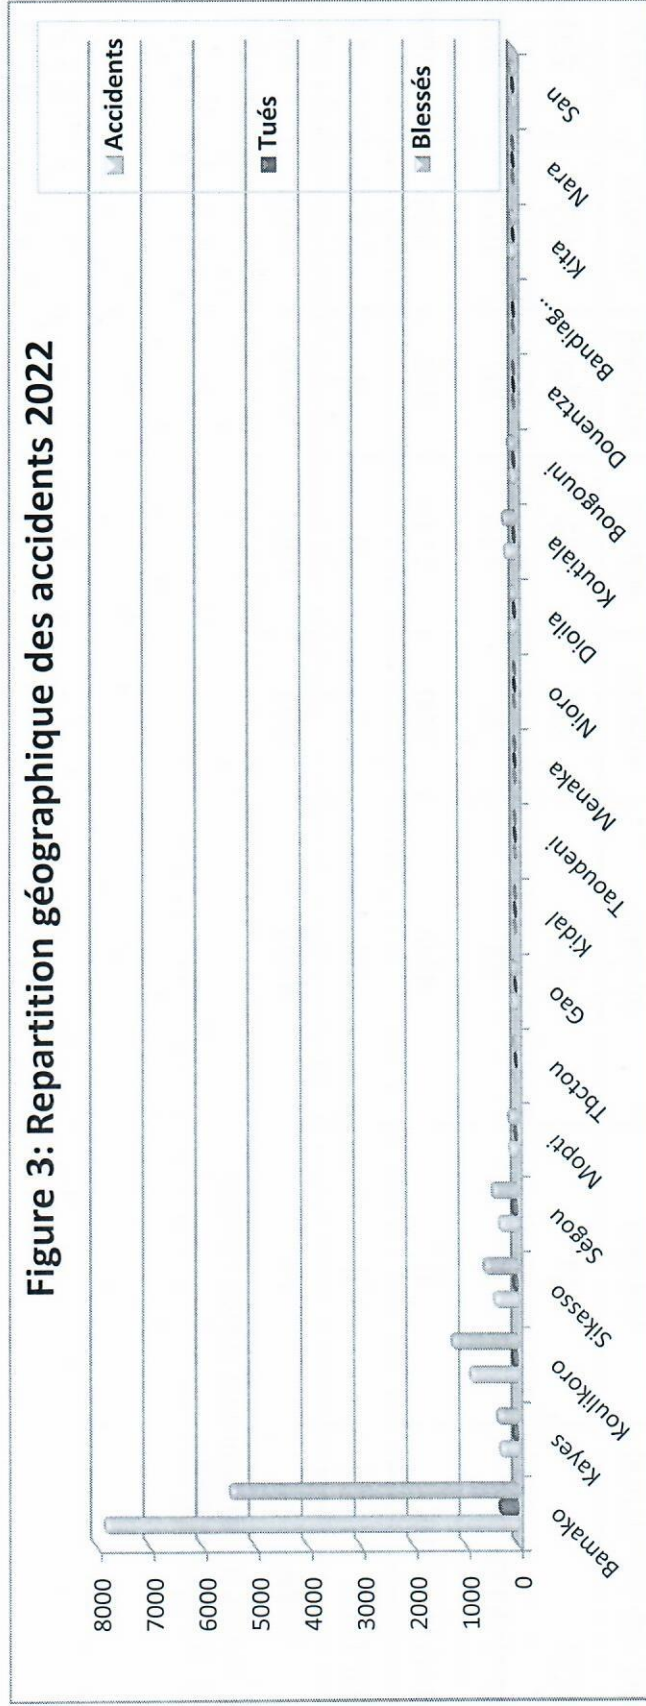 Figure 3: Repartition géographique des accidents 2022
8000
7000
6000
5000
4000
3000
2000
1000
0
Accidents
Tués
Blessés
Bamako
Kayes
Koulikoro
Sikasso
Ségou
Mopti
Tbctou
Gao
Kidal
Taoudeni
Menaka
Nioro
Dioila
Koutiala
Bougouni
Douentza
Bandiag...
Kita
Nara
San